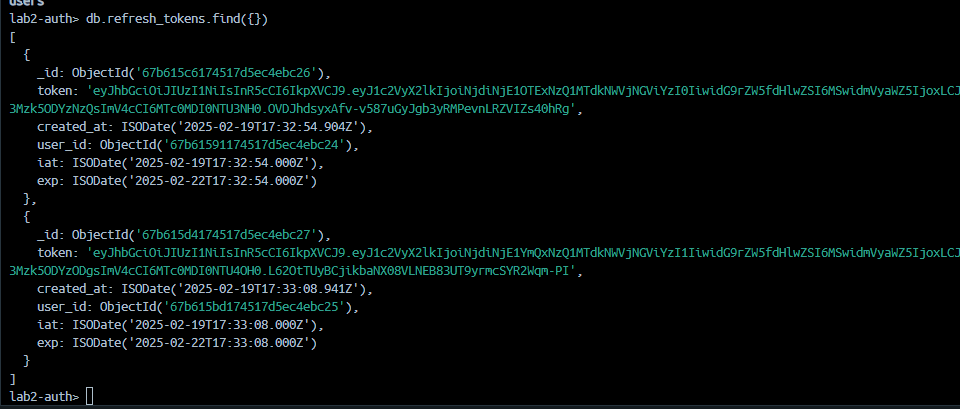 users
lab2-auth> db.refresh_tokens.find({})
[
  {
    _id: ObjectId('67b615c6174517d5ec4ebc26'),
    token: 'eyJhbGciOiJIUzI1NiIsInR5cCI6IkpXVCJ9.eyJ1c2VyX2lkIjoiNjdiNjE1OTExNzQ1MTdkNWVjNGViYzI0IiwidG9rZW5fdHlwZSI6MSwidmVyaWZ5IjoxLCJ
3Mzk5ODYzNzQsImV4cCI6MTc0MDI0NTU3NH0.OVDJhdsyxAfv-v587uGyJgb3yRMPevnLRZVIZs40hRg',
    created_at: ISODate('2025-02-19T17:32:54.904Z'),
    user_id: ObjectId('67b61591174517d5ec4ebc24'),
    iat: ISODate('2025-02-19T17:32:54.000Z'),
    exp: ISODate('2025-02-22T17:32:54.000Z')
  },
  {
    _id: ObjectId('67b615d4174517d5ec4ebc27'),
    token: 'eyJhbGciOiJIUzI1NiIsInR5cCI6IkpXVCJ9.eyJ1c2VyX2lkIjoiNjdiNjE1YmQxNzQ1MTdkNWVjNGViYzI1IiwidG9rZW5fdHlwZSI6MSwidmVyaWZ5IjoxLCJ
3Mzk5ODYzODgsImV4cCI6MTc0MDI0NTU4OH0.L62OtTUyBCjikbaNX08VLNEB83UT9yrmcSYR2Wqm-PI',
    created_at: ISODate('2025-02-19T17:33:08.941Z'),
    user_id: ObjectId('67b615bd174517d5ec4ebc25'),
    iat: ISODate('2025-02-19T17:33:08.000Z'),
    exp: ISODate('2025-02-22T17:33:08.000Z')
  }
]
lab2-auth>